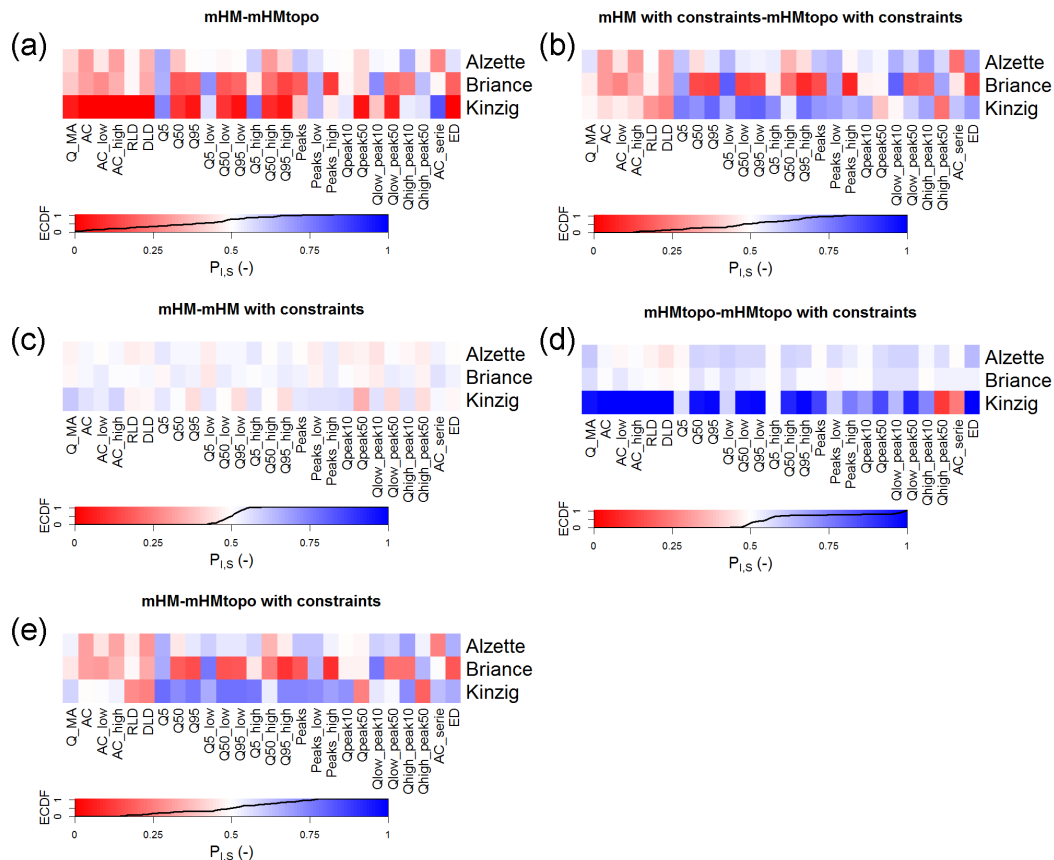 mHM-mHMtopo
(a)
Alzette
Briance
Kinzig
Q_MA
AC
AC_low
AC_high
RLD
DLD
Q5
Q50
Q95
Q5_low
Q50_low
Q95_low
Q5_high
Q50_high
Q95_high
Peaks
Peaks_low
Peaks_high
Qpeak10
Qpeak50
Qlow_peak10
Qlow_peak50
Qhigh_peak10
Qhigh_peak50
AC_serie
ED
ECDF
0 1
0 0.25 0.5 0.75 1
P_I,S (-)
mHM with constraints-mHMtopo with constraints
(b)
Alzette
Briance
Kinzig
Q_MA
AC
AC_low
AC_high
RLD
DLD
Q5
Q50
Q95
Q5_low
Q50_low
Q95_low
Q5_hi5gh
Q50_high
Q95_high
Peaks
Peaks_low
Peaks_high
Qpeak10
Qpeak50
Qlow_peak10
Qlow_peak50
Qhigh_peak10
Qhigh_peak50
AC_serie
ED
ECDF
0 1
0 0.25 0.5 0.75 1
P_I,S (-)
mHM-mHM with constraints
(c)
Alzette
Briance
Kinzig
Q_MA
AC
AC_low
AC_high
RLD
DLD
Q5
Q50
Q95
Q5_low
Q50_low
Q95_low
Q5_high
Q50_high
Q95_high
Peaks
Peaks_low
Peaks_high
Qpeak10
Qpeak50
Qlow_peak10
Qlow_peak50
Qhigh_peak10
Qhigh_peak50
AC_serie
ED
ECDF
0 1
0 0.25 0.5 0.75 1
P_I,S (-)
mHMtopo-mHMtopo with constraints
(d)
Alzette
Briance
Kinzig
Q_MA
AC
AC_low
AC_high
RLD
DLD
Q5
Q50
Q95
Q5_low
Q50_low
Q95_low
Q5_high
Q50_high
Q95_high
Peaks
Peaks_low
Peaks_high
Qpeak10
Qpeak50
Qlow_peak10
Qlow_peak50
Qhigh_peak10
Qhigh_peak50
AC_serie
ED
ECDF
0 1
0 0.25 0.5 0.75 1
P_I,S (-)
mHM-mHMtopo with constraints
(e)
Alzette
Briance
Kinzig
Q_MA
AC
AC_low
AC_high
RLD
DLD
Q5
Q50
Q95
Q5_low
Q50_low
Q95_low
Q5_high
Q50_high
Q95_high
Peaks
Peaks_low
Peaks_high
Qpeak10
Qpeak50
Qlow_peak10
Qlow_peak50
Qhigh_peak10
Qhigh_peak50
AC_serie
ED
ECDF
0 1
0 0.25 0.5 0.75 1
P_I,S (-)